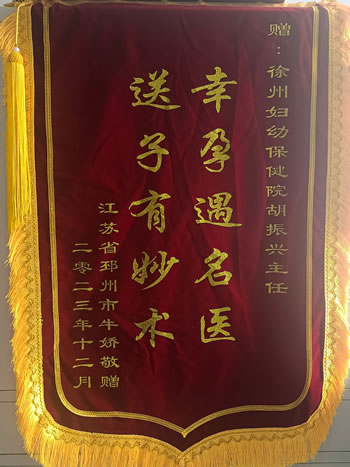 赠：徐州妇幼保健院胡振兴主任
幸孕遇名医
送子有妙术
江苏省邳州市牛娇敬赠
二零二三年十二月